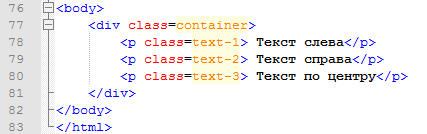 76 <body>
77 <div class=container>
78 <p class=text-1> Текст слева</p>
79 <p class=text-2> Текст справа</p>
80 <p class=text-3> Текст по центру</p>
81 </div>
82 </body>
83 </html>